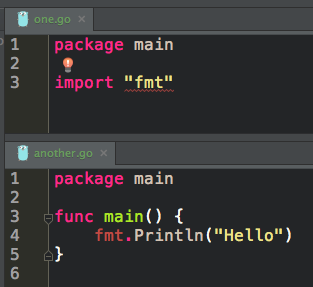 one.go
1 package main
2
3 import "fmt"
another.go
1 package main
2
3 func main() {
4     fmt.Println("Hello")
5 }
6